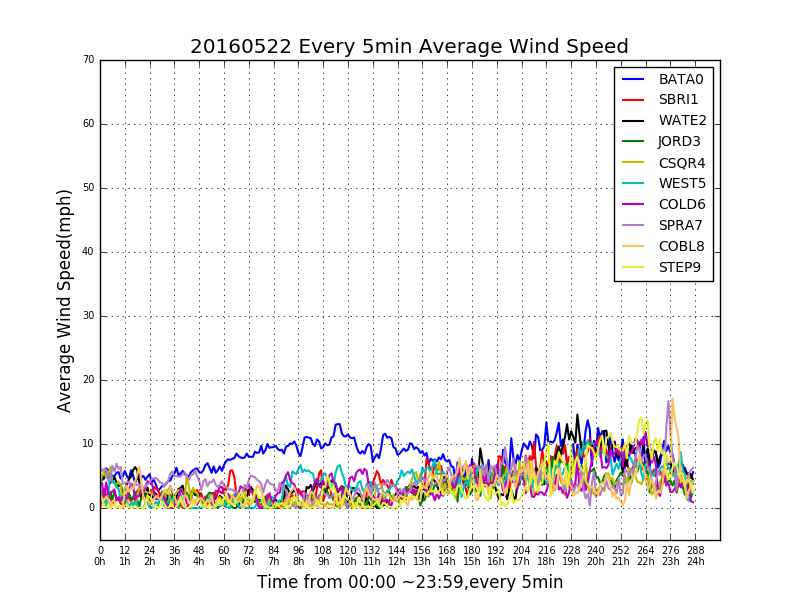 20160522 Every 5min Average Wind Speed
70
60
50
40
30
20
10
0
Average Wind Speed(mph)
BATA0
SBRI1
WATE2
JORD3
CSQR4
WEST5
COLD6
SPRA7
COBL8
STEP9
0 12 24 36 48 60 72 84 96 108 120 132 144 156 168 180 192 204 216 228 240 252 264 276 288
0h 1h 2h 3h 4h 5h 6h 7h 8h 9h 10h 11h 12h 13h 14h 15h 16h 17h 18h 19h 20h 21h 22h 23h 24h
Time from 00:00 ~23:59,every 5min